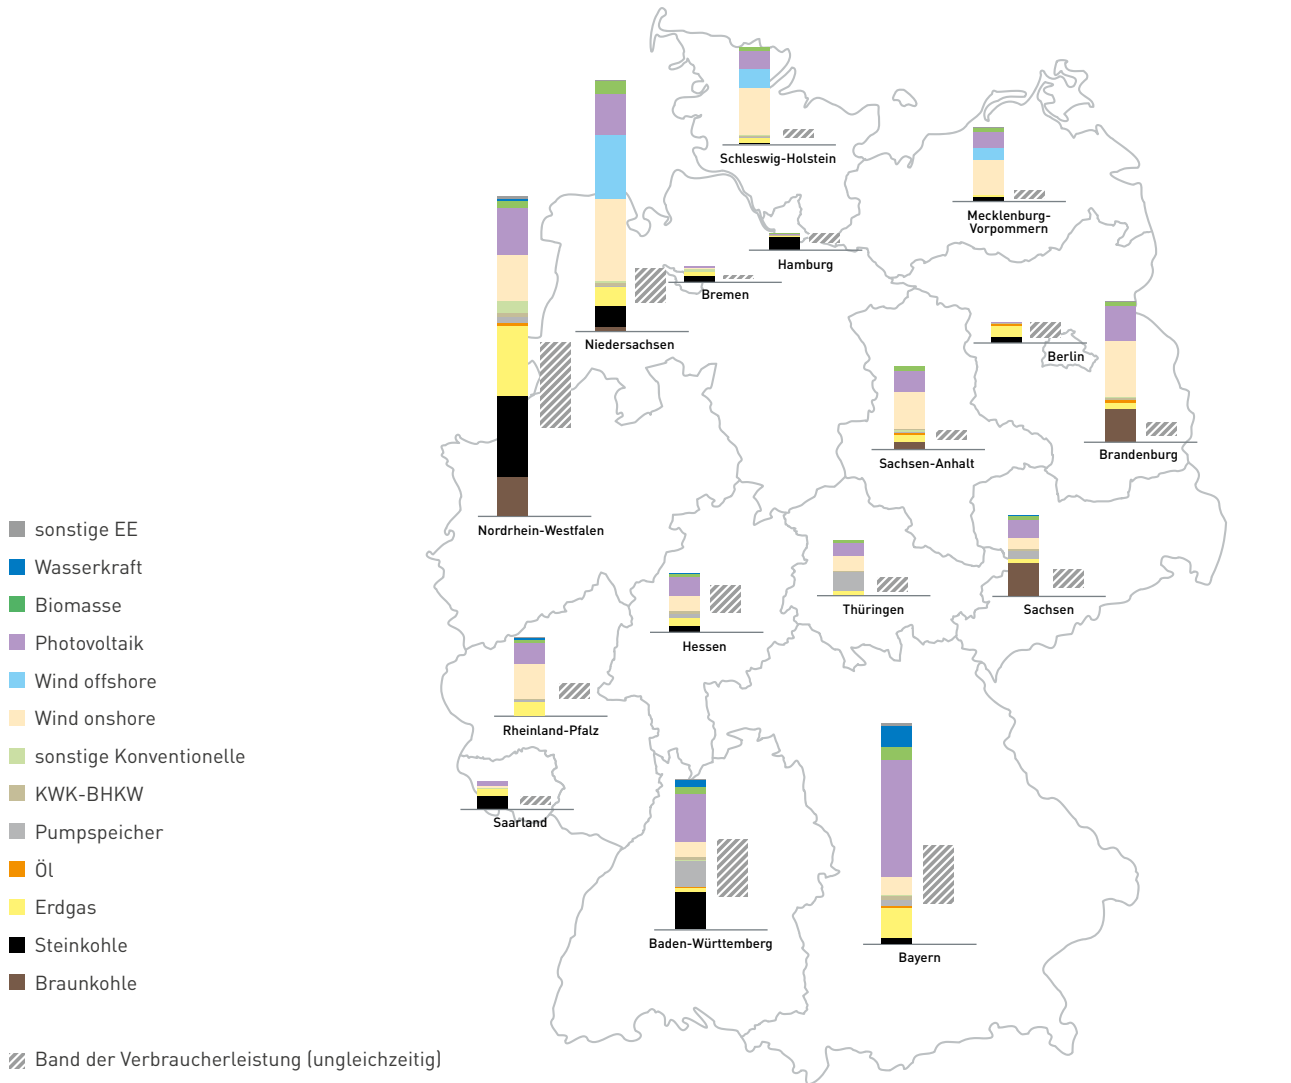 Schleswig-Holstein
Mecklenburg-
Vorpommern
Hamburg
Bremen
Niedersachsen
Berlin
Brandenburg
Sachsen-Anhalt
Nordrhein-Westfalen
Thüringen
Sachsen
Hessen
Rheinland-Pfalz
Saarland
Baden-Württemberg
Bayern
sonstige EE
Wasserkraft
Biomasse
Photovoltaik
Wind offshore
Wind onshore
sonstige Konventionelle
KWK-BHKW
Pumpspeicher
Öl
Erdgas
Steinkohle
Braunkohle
Band der Verbraucherleistung (ungleichzeitig)